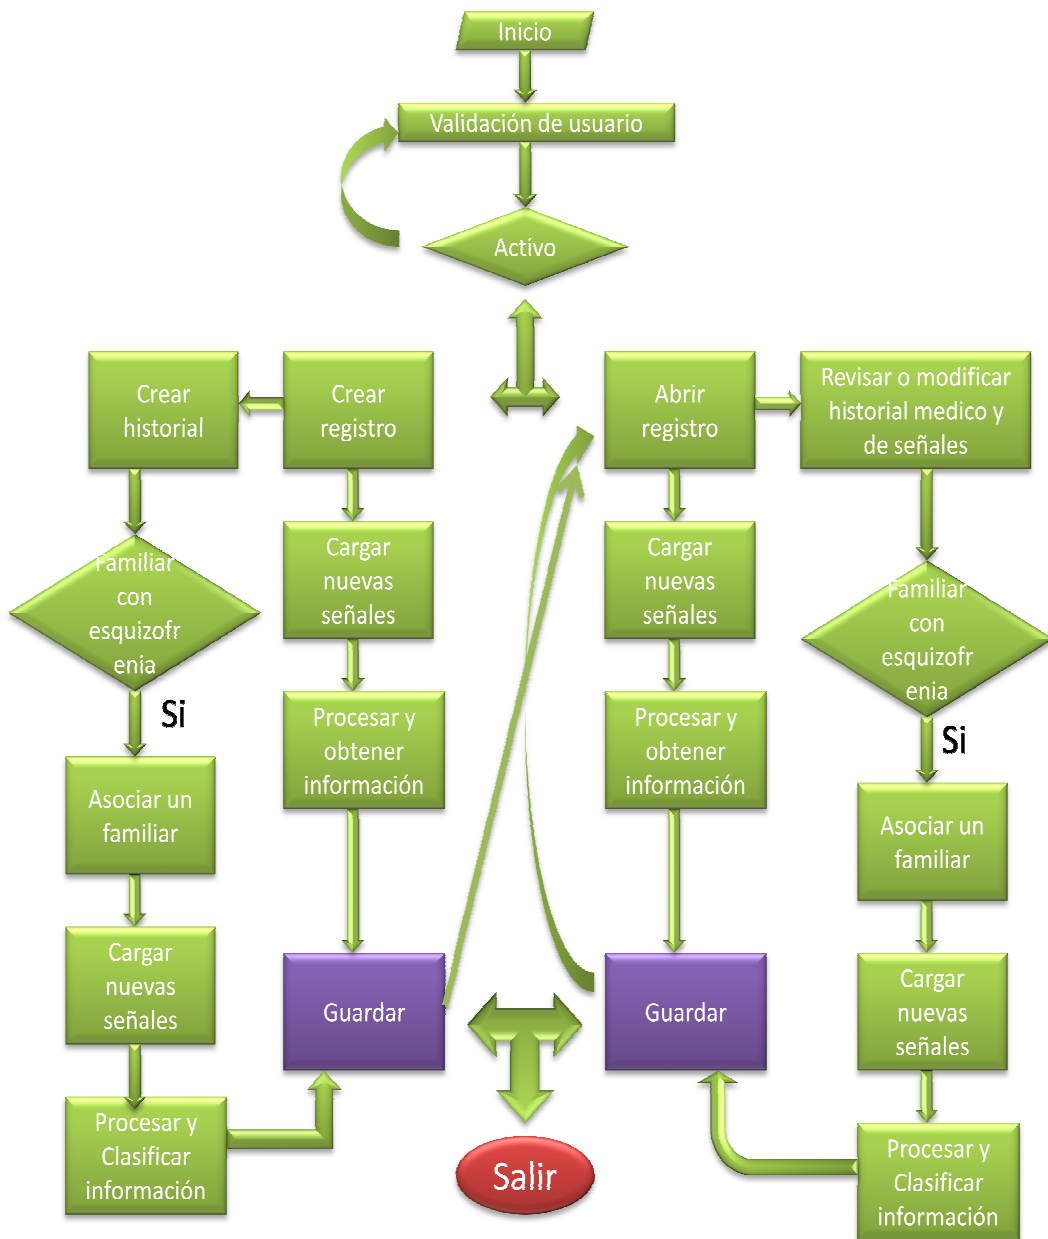 Inicio
Validación de usuario
Activo
Crear
historial
Crear
registro
Abrir
registro
Revisar o modificar
historial medico y
de señales
Familiar
con
esquizofr
enia
Cargar
nuevas
señales
Cargar
nuevas
señales
Familiar
con
esquizofr
enia
Si
Procesar y
obtener
información
Procesar y
obtener
información
Si
Asociar un
familiar
Asociar un
familiar
Cargar
nuevas
señales
Guardar
Guardar
Cargar
nuevas
señales
Procesar y
Clasificar
información
Salir
Procesar y
Clasificar
información